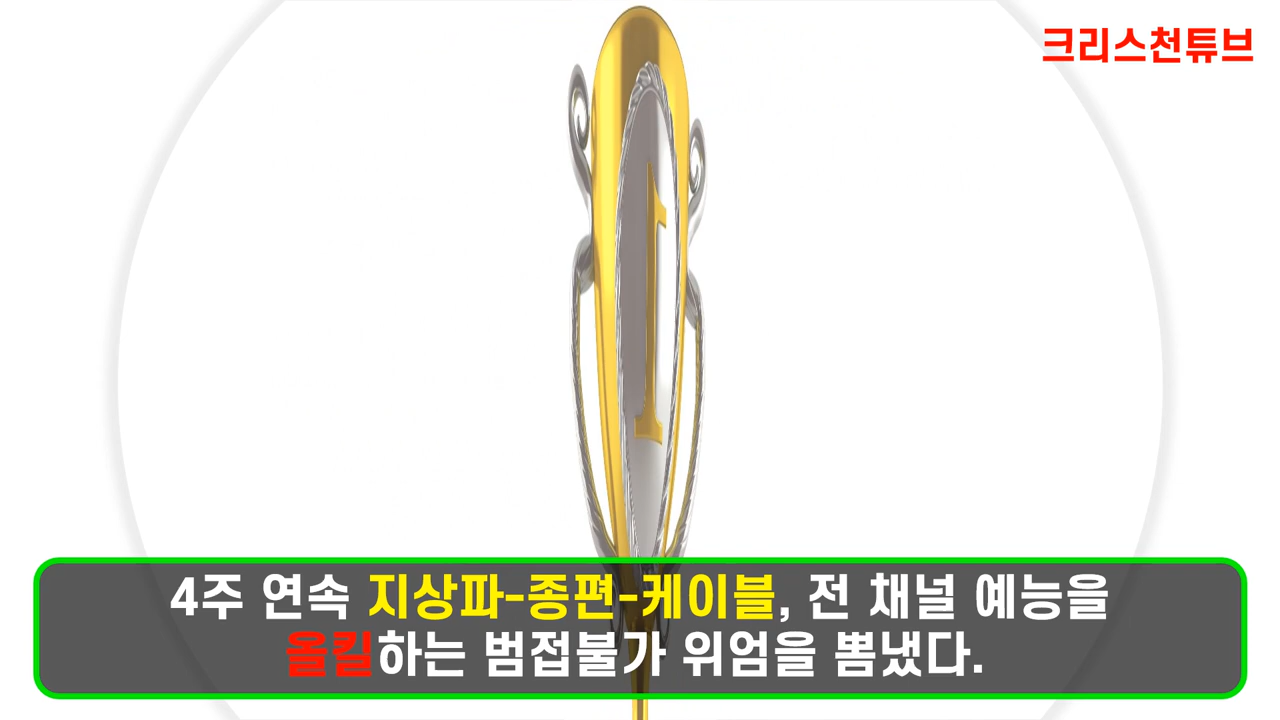 크리스천튜브
1
4주 연속 지상파-종편-케이블, 전 채널 예능을
올킬하는 범접불가 위엄을 뽐냈다.